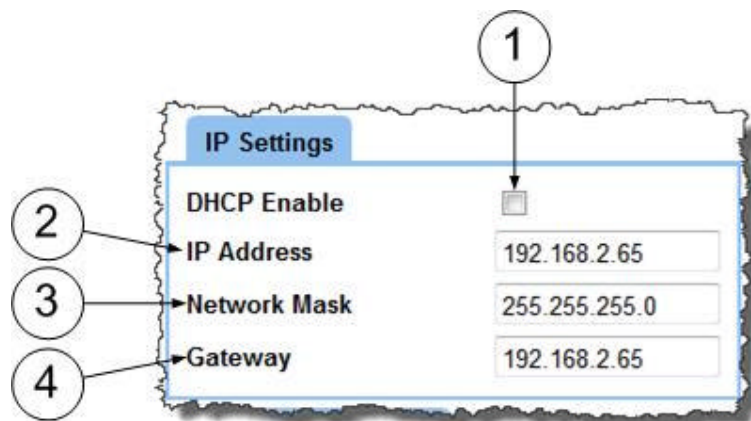 1
IP Settings
DHCP Enable
2
IP Address 192.168.2.65
3
Network Mask 255.255.255.0
4
Gateway 192.168.2.65